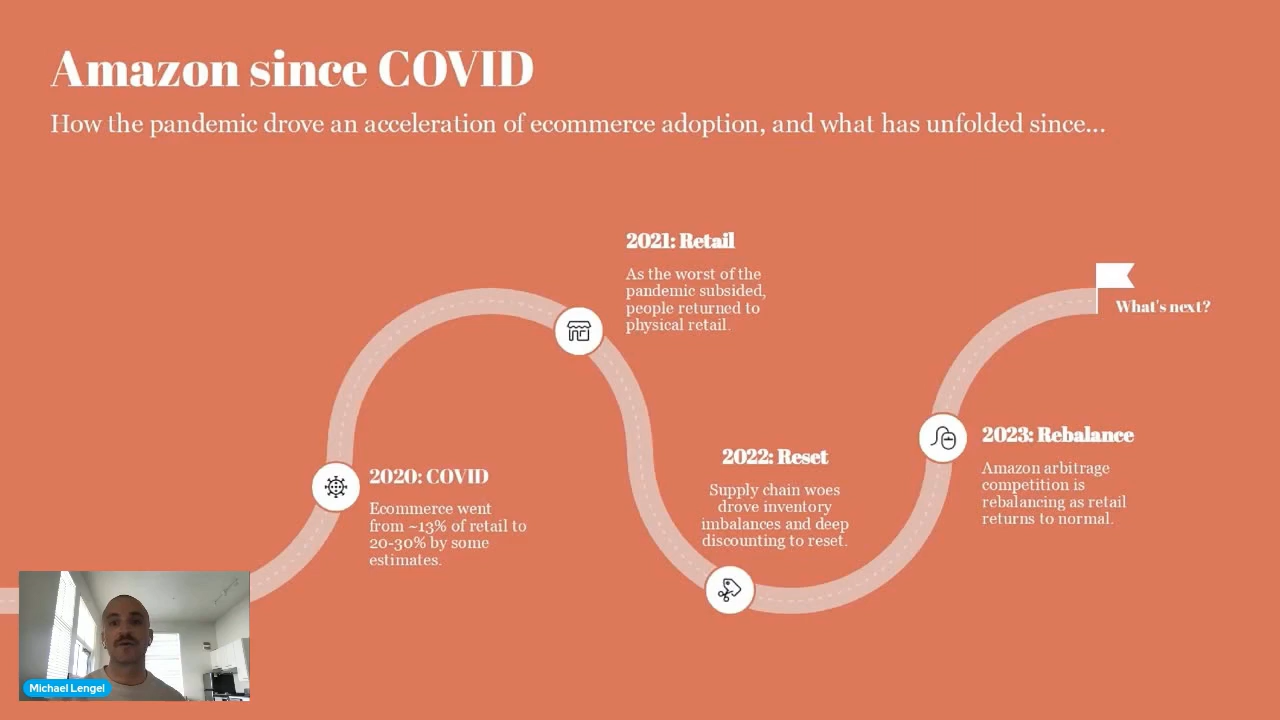 Amazon since COVID
How the pandemic drove an acceleration of ecommerce adoption, and what has unfolded since...
2021: Retail
As the worst of the
pandemic subsided,
people returned to
physical retail.
What's next?
2023: Rebalance
Amazon arbitrage
competition is
rebalancing as retail
returns to normal.
2022: Reset
Supply chain woes
drove inventory
imbalances and deep
discounting to reset.
2020: COVID
Ecommerce went
from ~13% of retail to
20-30% by some
estimates.
Michael Lengel